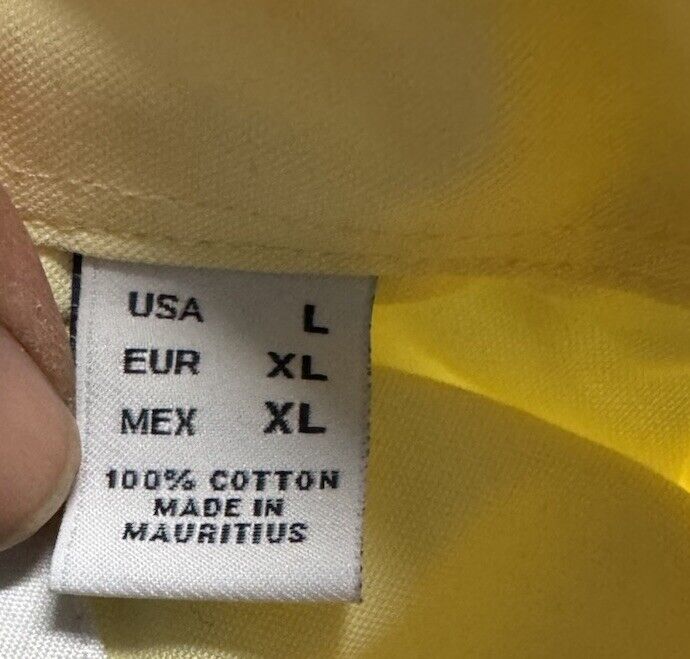 USA L
EUR XL
MEX XL
100% COTTON
MADE IN
MAURITIUS